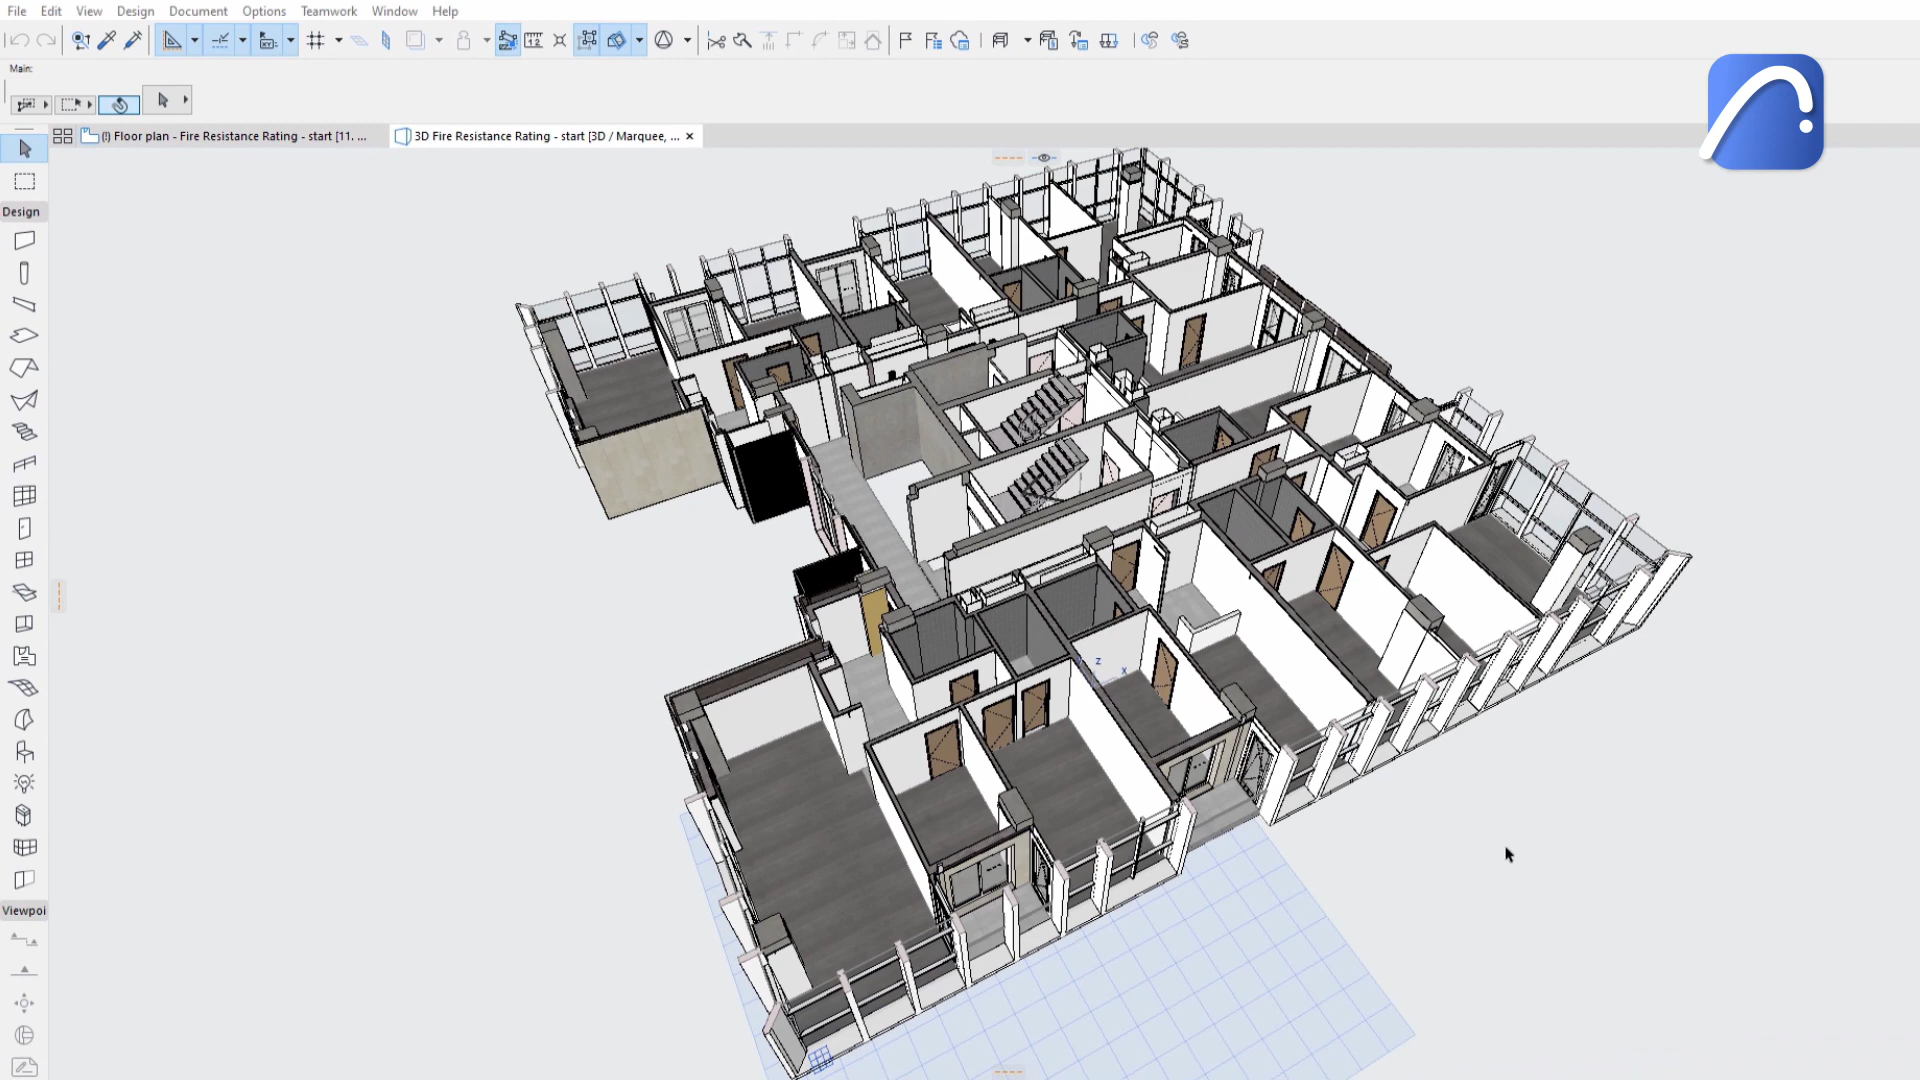 File Edit View Design Document Options Teamwork Window Help
Main:
(!) Floor plan - Fire Resistance Rating - start [11. ...
3D Fire Resistance Rating - start [3D / Marquee, ...
Design
Viewpoi
z
x